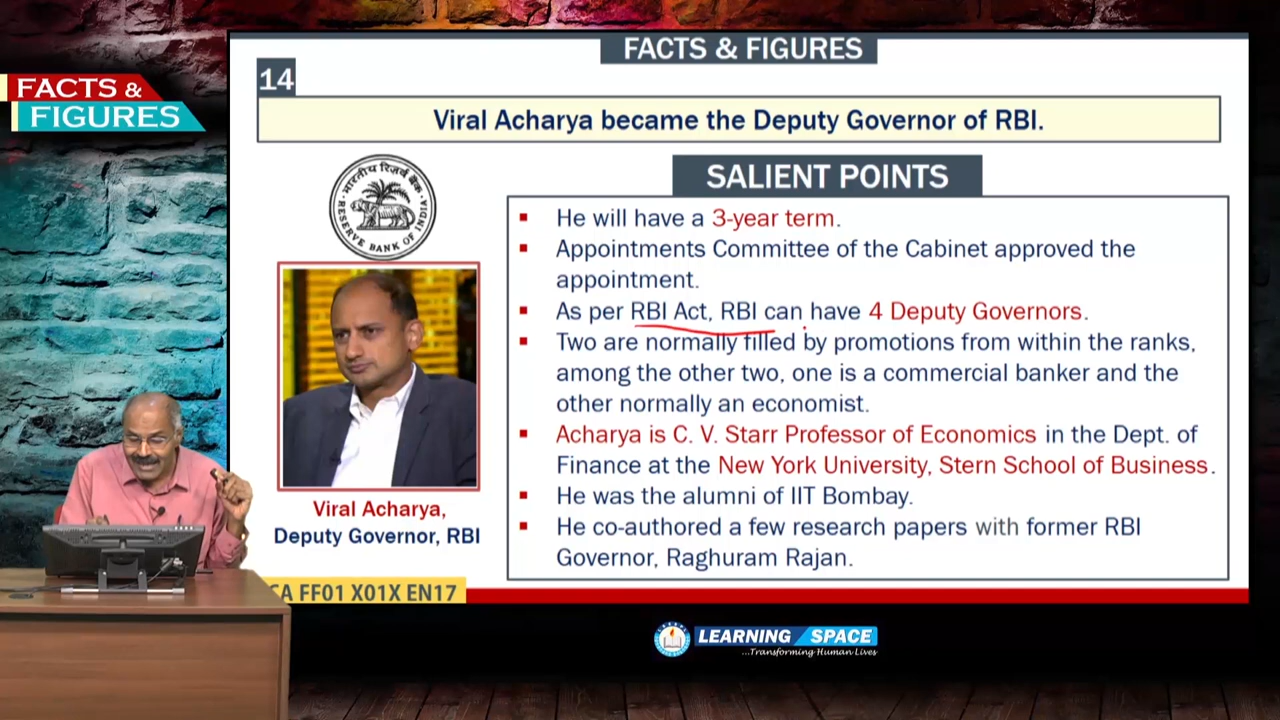 FACTS & FIGURES
FACTS &
FIGURES
14
Viral Acharya became the Deputy Governor of RBI.
भारतीय रिज़र्व बैंक
RESERVE BANK OF INDIA
SALIENT POINTS
He will have a 3-year term.
Appointments Committee of the Cabinet approved the
appointment.
As per RBI Act, RBI can have 4 Deputy Governors.
Two are normally filled by promotions from within the ranks,
among the other two, one is a commercial banker and the
other normally an economist.
Acharya is C. V. Starr Professor of Economics in the Dept. of
Finance at the New York University, Stern School of Business.
He was the alumni of IIT Bombay.
He co-authored a few research papers with former RBI
Governor, Raghuram Rajan.
Viral Acharya,
Deputy Governor, RBI
CA FF01 X01X EN17
LEARNING SPACE
...Transforming Human Lives